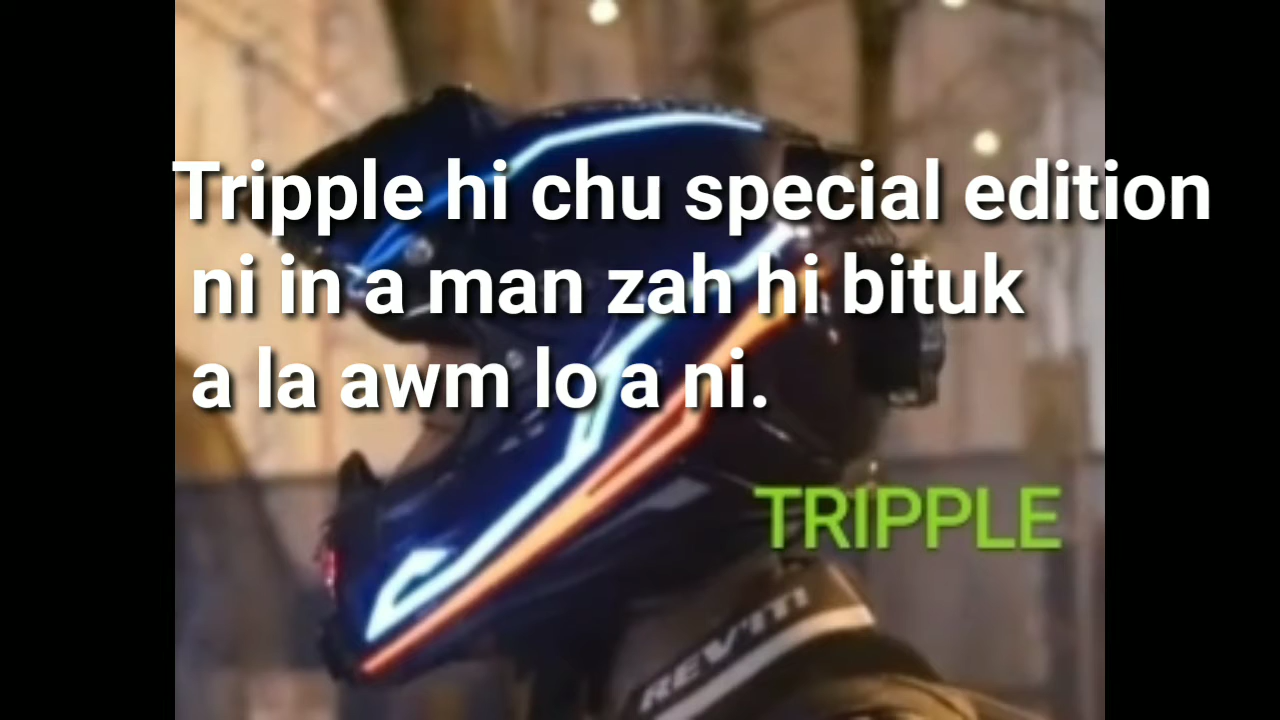 Tripple hi chu special edition
ni in a man zah hi bituk
a la awm lo a ni.
TRIPPLE
REV'IT!